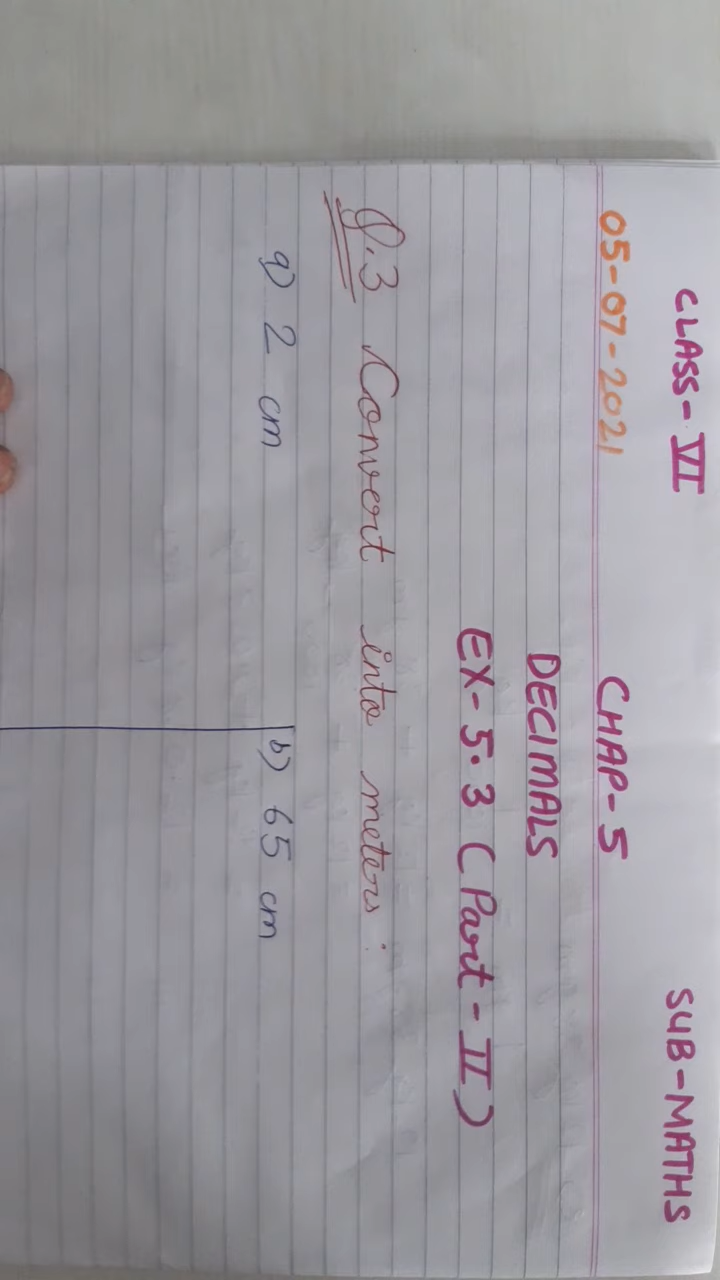 CLASS-VI SUB-MATHS
05-07-2021 CHAP-5
DECIMALS
EX-5.3 (Part-II)
Q.3 Convert into meters:
a) 2 cm b) 65 cm